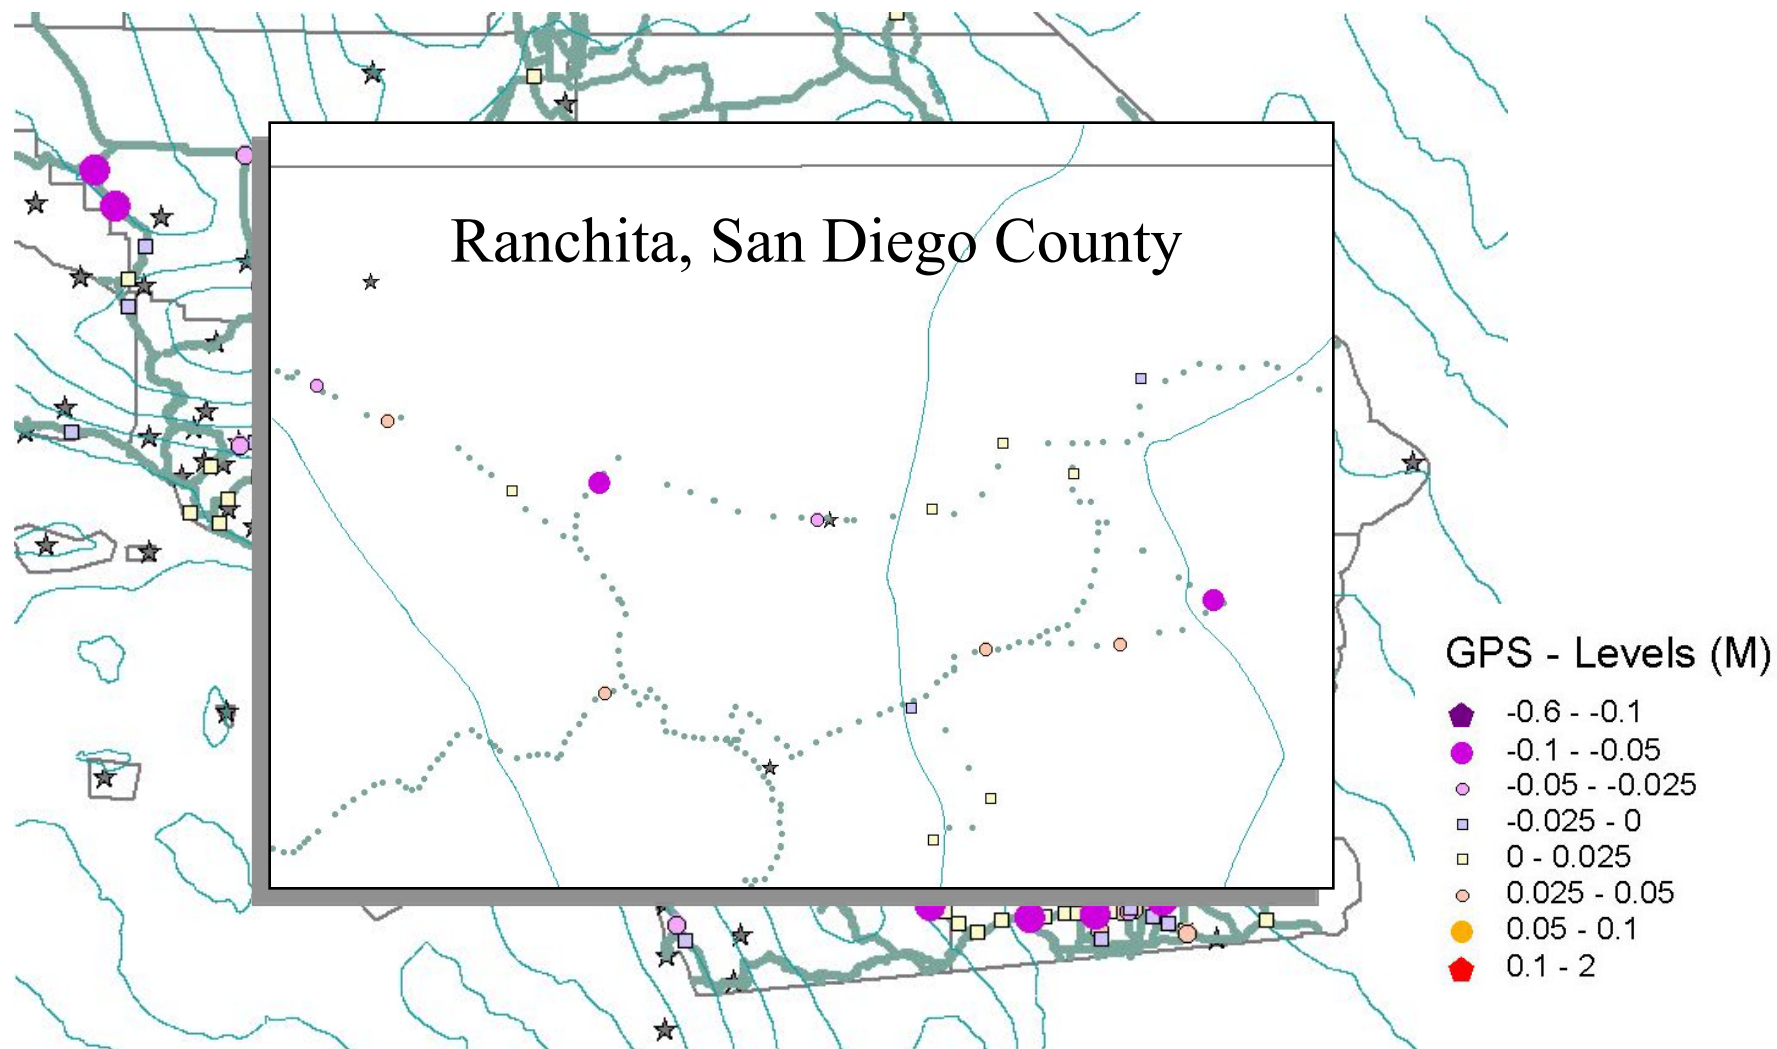 Ranchita, San Diego County
GPS - Levels (M)
-0.6 - -0.1
-0.1 - -0.05
-0.05 - -0.025
-0.025 - 0
0 - 0.025
0.025 - 0.05
0.05 - 0.1
0.1 - 2